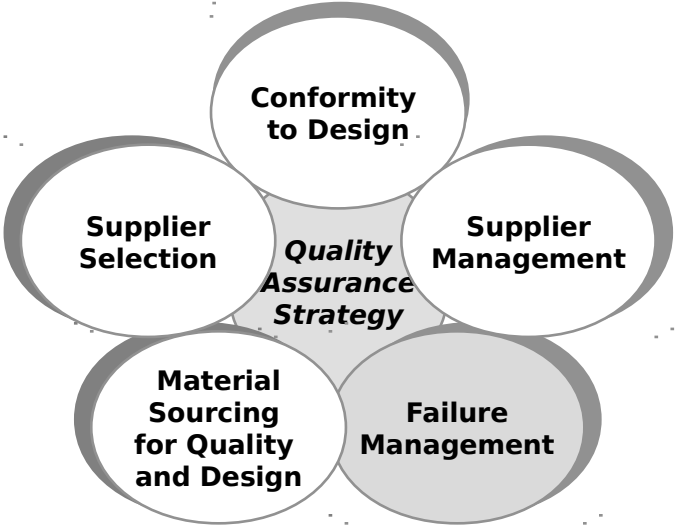 Conformity
to Design
Supplier
Selection
Quality
Assurance
Strategy
Supplier
Management
Material
Sourcing
for Quality
and Design
Failure
Management